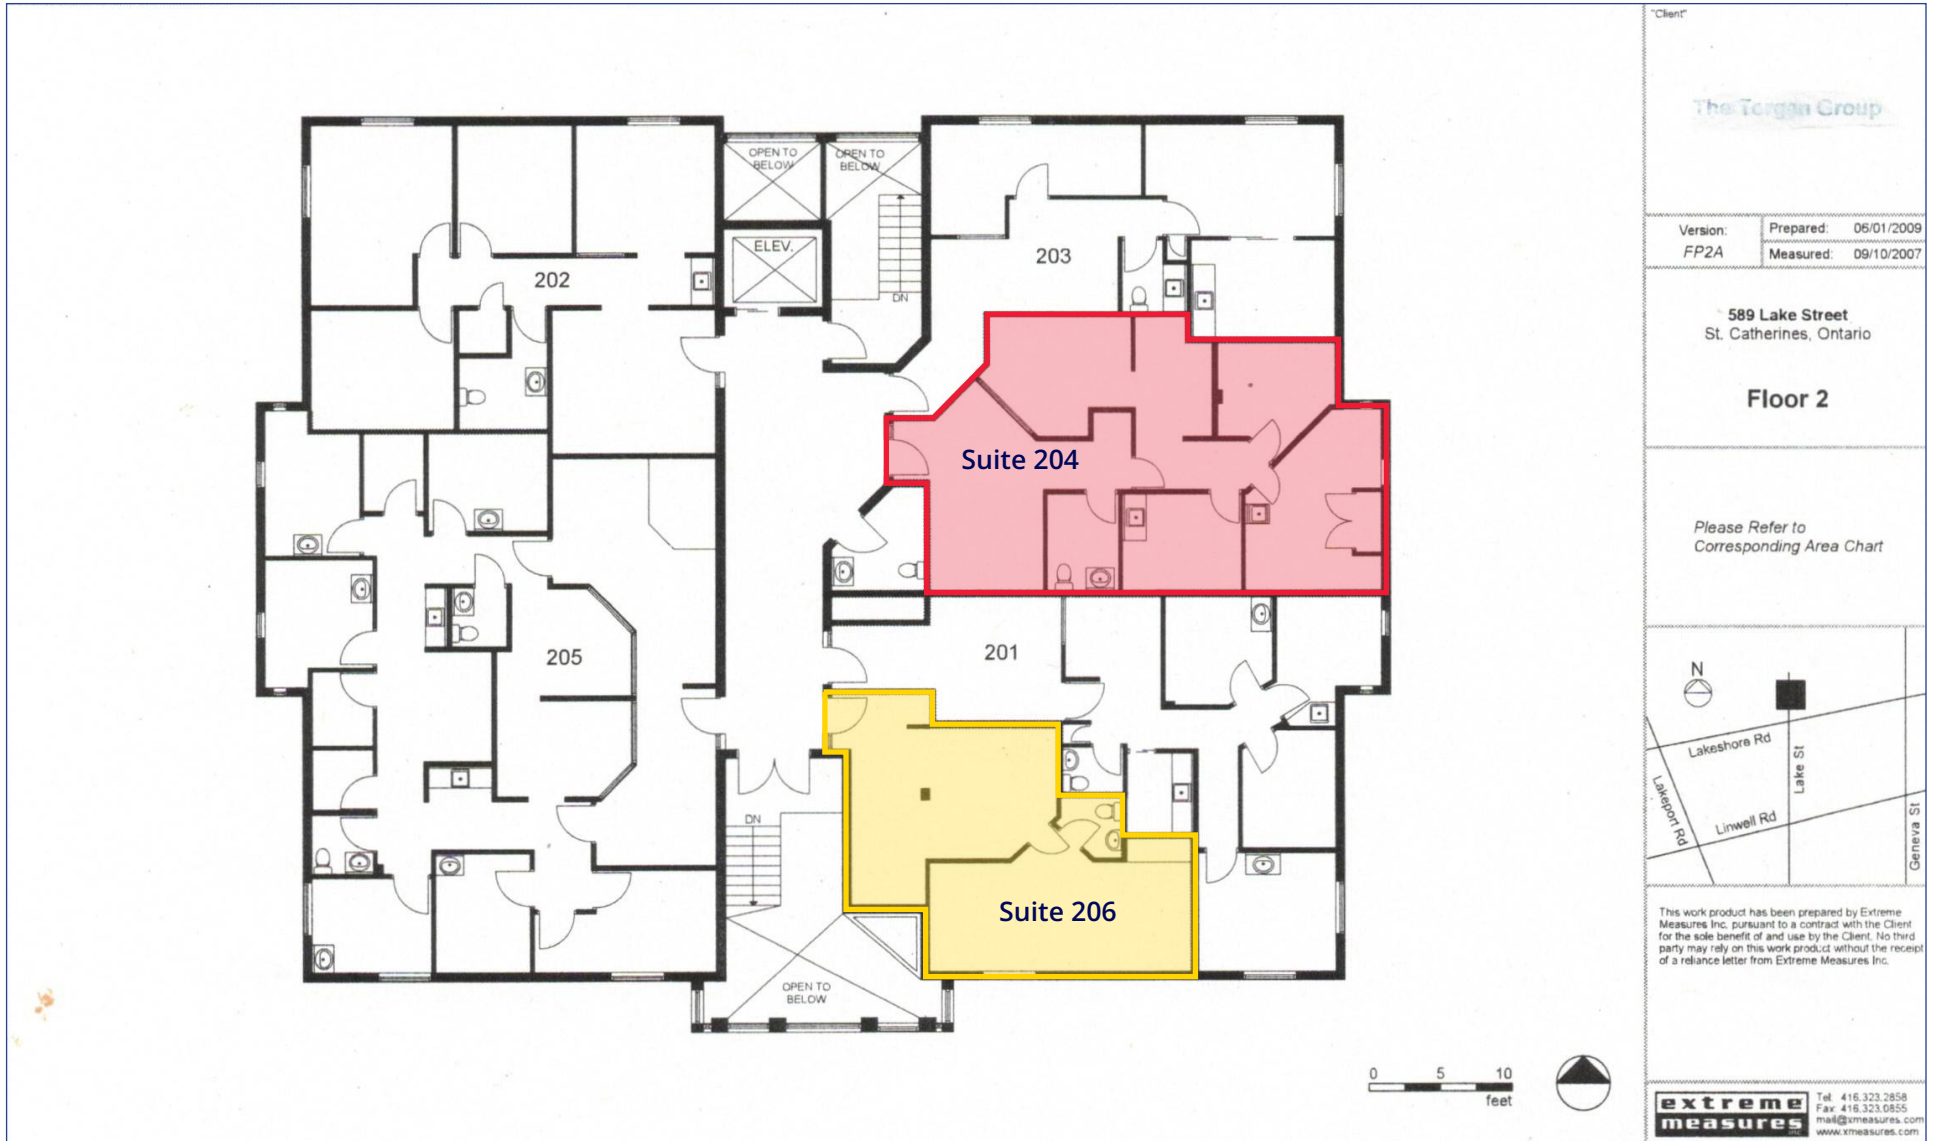 OPEN TO
BELOW
OPEN TO
BELOW
ELEV.
DN
202
203
Suite 204
205
201
DN
Suite 206
OPEN TO
BELOW
0 5 10
feet
"Client"
The Torgan Group
Version:
FP2A
Prepared: 06/01/2009
Measured: 09/10/2007
589 Lake Street
St. Catherines, Ontario
Floor 2
Please Refer to
Corresponding Area Chart
N
Lakeshore Rd
Lake St
Lakeport Rd
Linwell Rd
Geneva St
This work product has been prepared by Extreme
Measures Inc. pursuant to a contract with the Client
for the sole benefit of and use by the Client. No third
party may rely on this work product without the receipt
of a reliance letter from Extreme Measures Inc.
extreme
measures
Tel: 416.323.2858
Fax: 416.323.0855
mail@xmeasures.com
www.xmeasures.com